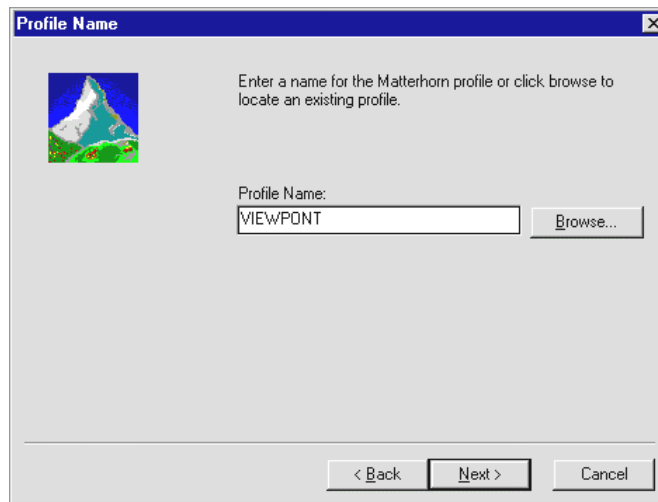 Profile Name
Enter a name for the Matterhorn profile or click browse to
locate an existing profile.
Profile Name:
VIEWPONT
Browse...
< Back
Next >
Cancel